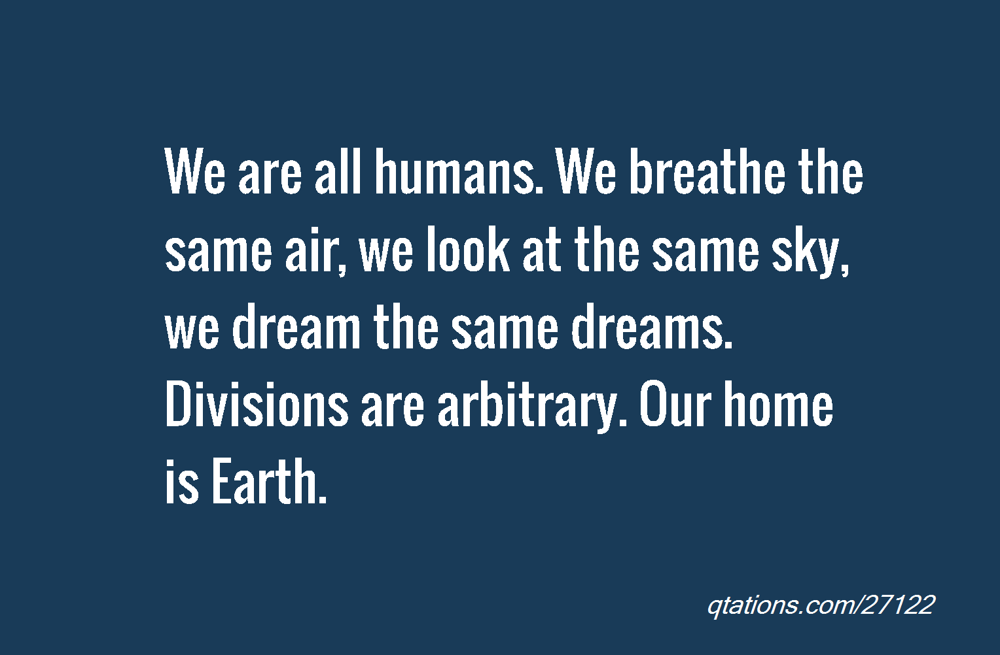 We are all humans. We breathe the
same air, we look at the same sky,
we dream the same dreams.
Divisions are arbitrary. Our home
is Earth.
qtations.com/27122